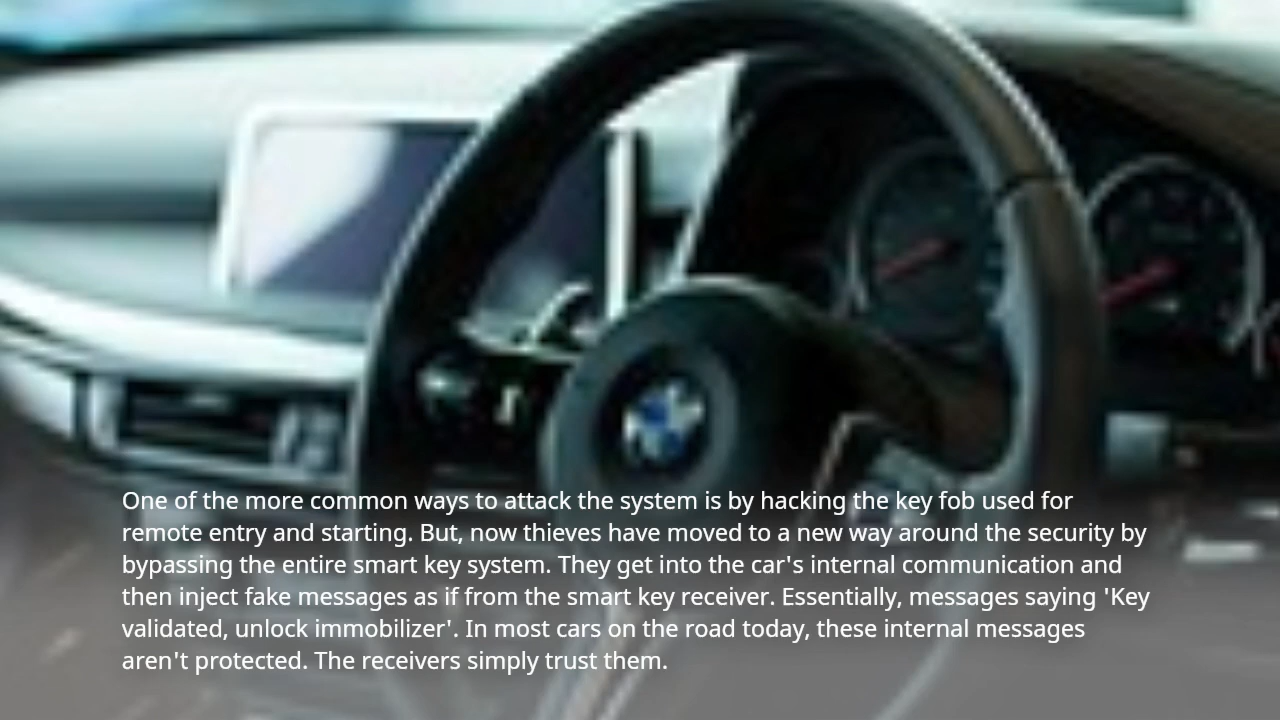 One of the more common ways to attack the system is by hacking the key fob used for
remote entry and starting. But, now thieves have moved to a new way around the security by
bypassing the entire smart key system. They get into the car's internal communication and
then inject fake messages as if from the smart key receiver. Essentially, messages saying 'Key
validated, unlock immobilizer'. In most cars on the road today, these internal messages
aren't protected. The receivers simply trust them.